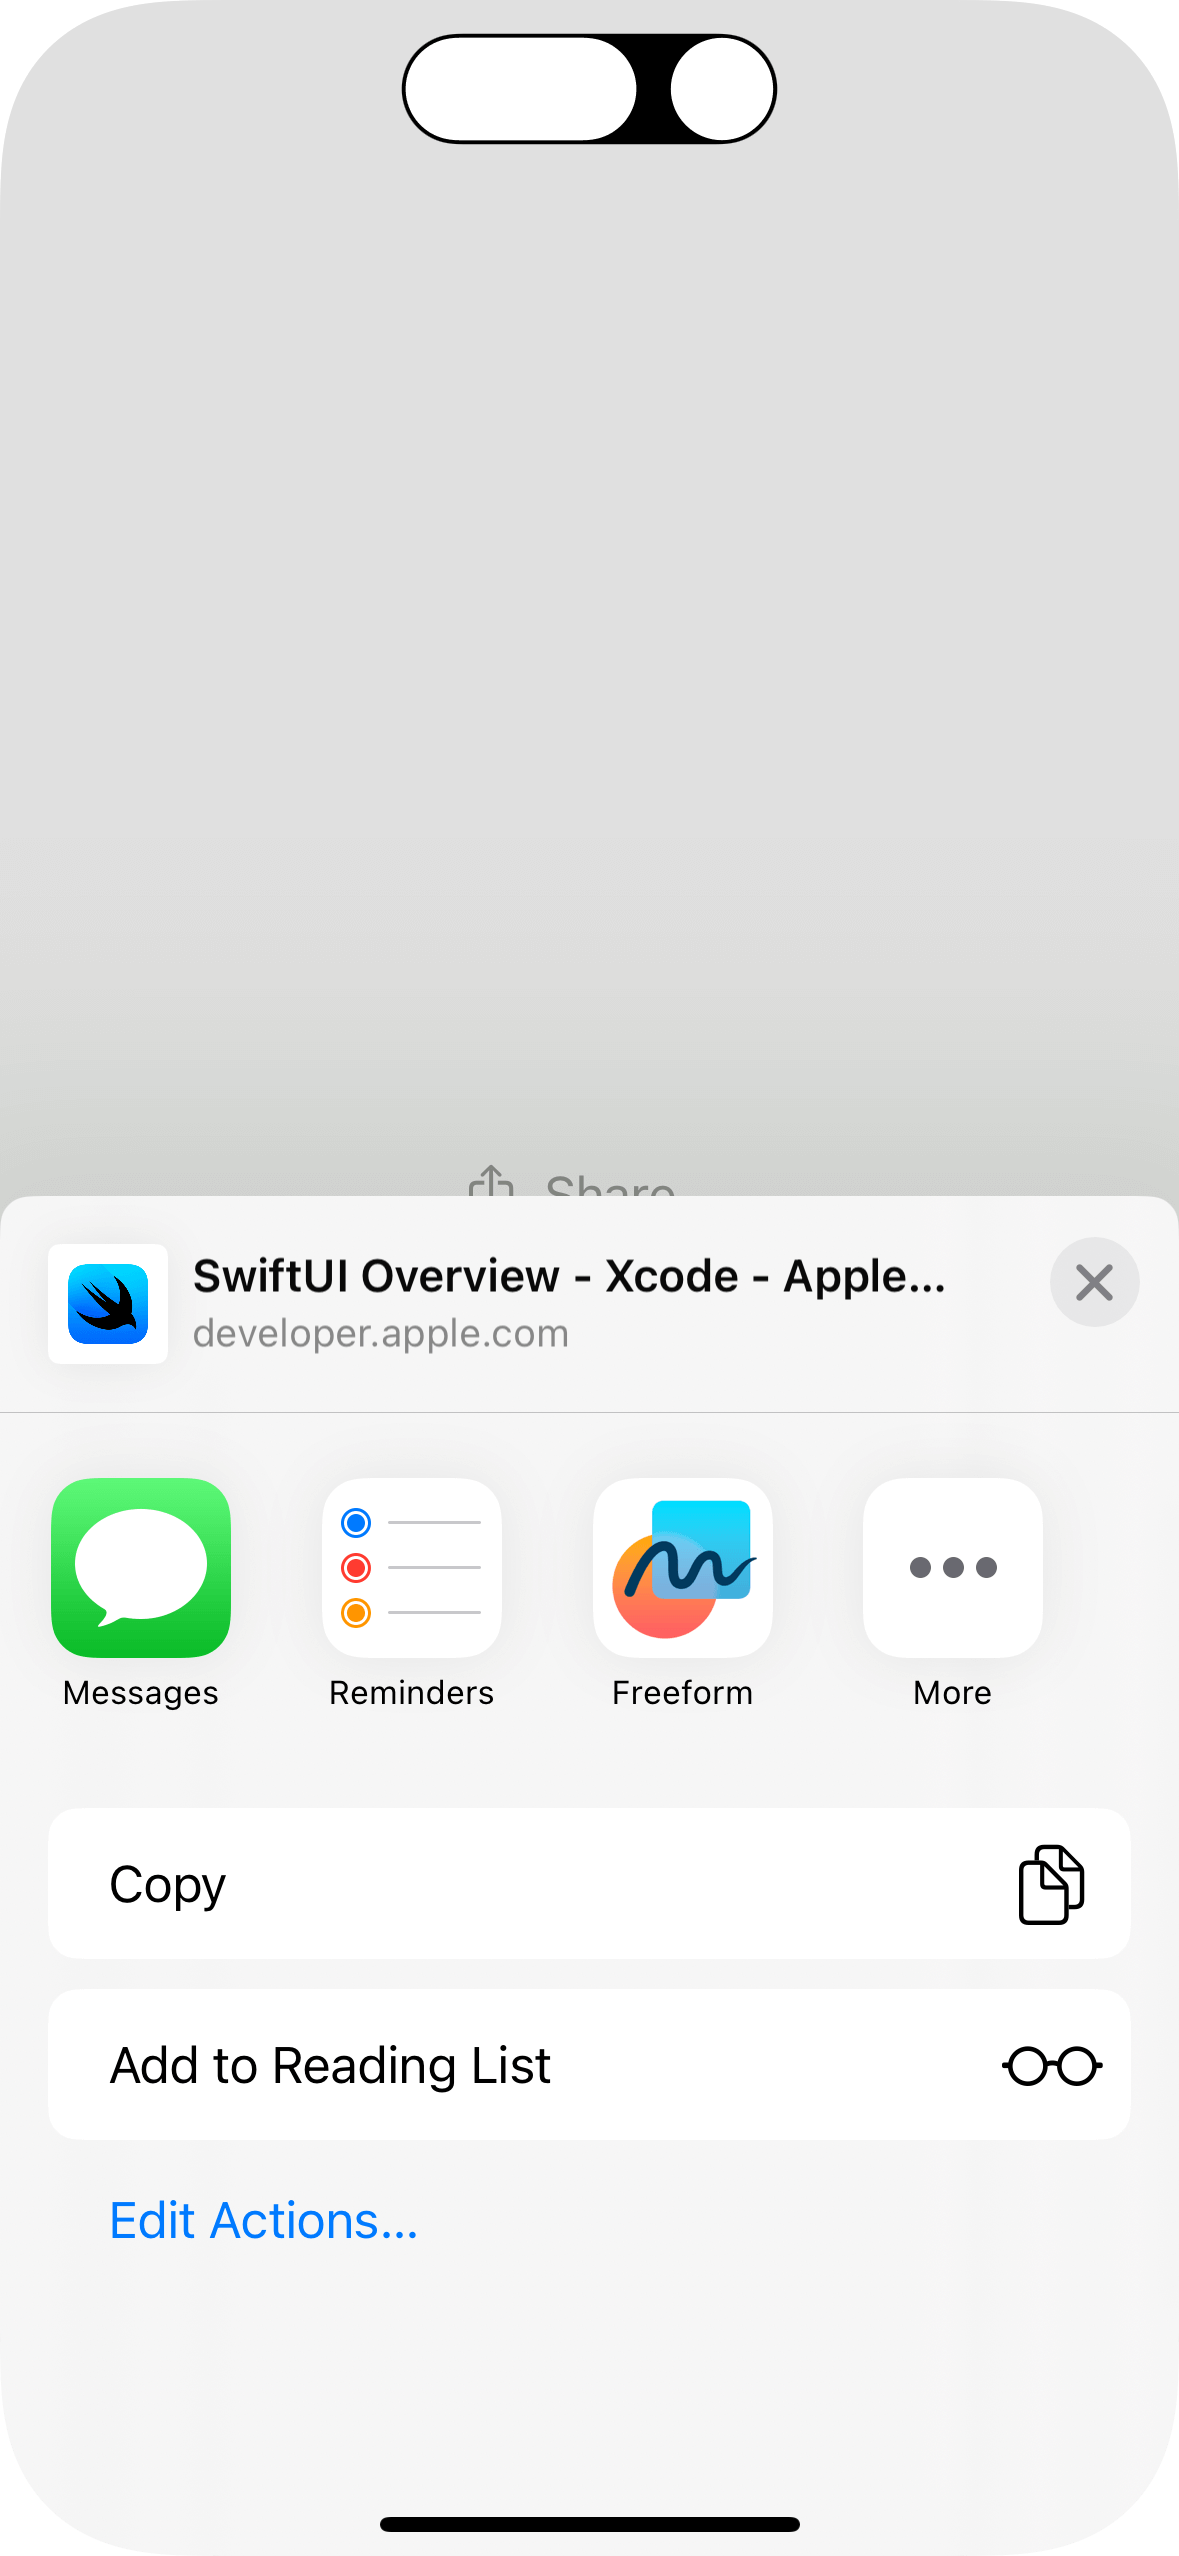 Share
SwiftUI Overview - Xcode - Apple...
developer.apple.com
Messages
Reminders
Freeform
More
Copy
Add to Reading List
Edit Actions...